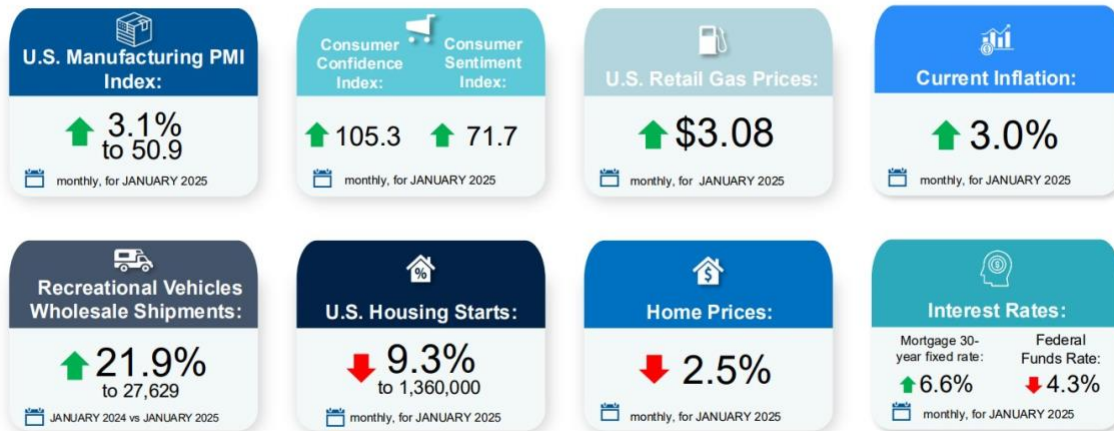 U.S. Manufacturing PMI
Index:
3.1%
to 50.9
monthly, for JANUARY 2025
Consumer
Confidence
Index:
Consumer
Sentiment
Index:
105.3
71.7
monthly, for JANUARY 2025
U.S. Retail Gas Prices:
$3.08
monthly, for JANUARY 2025
Current Inflation:
3.0%
monthly, for JANUARY 2025
Recreational Vehicles
Wholesale Shipments:
21.9%
to 27,629
JANUARY 2024 vs JANUARY 2025
%
U.S. Housing Starts:
9.3%
to 1,360,000
monthly, for JANUARY 2025
$
Home Prices:
2.5%
monthly, for JANUARY 2025
Interest Rates:
Mortgage 30-
year fixed rate:
6.6%
Federal
Funds Rate:
4.3%
monthly, for JANUARY 2025